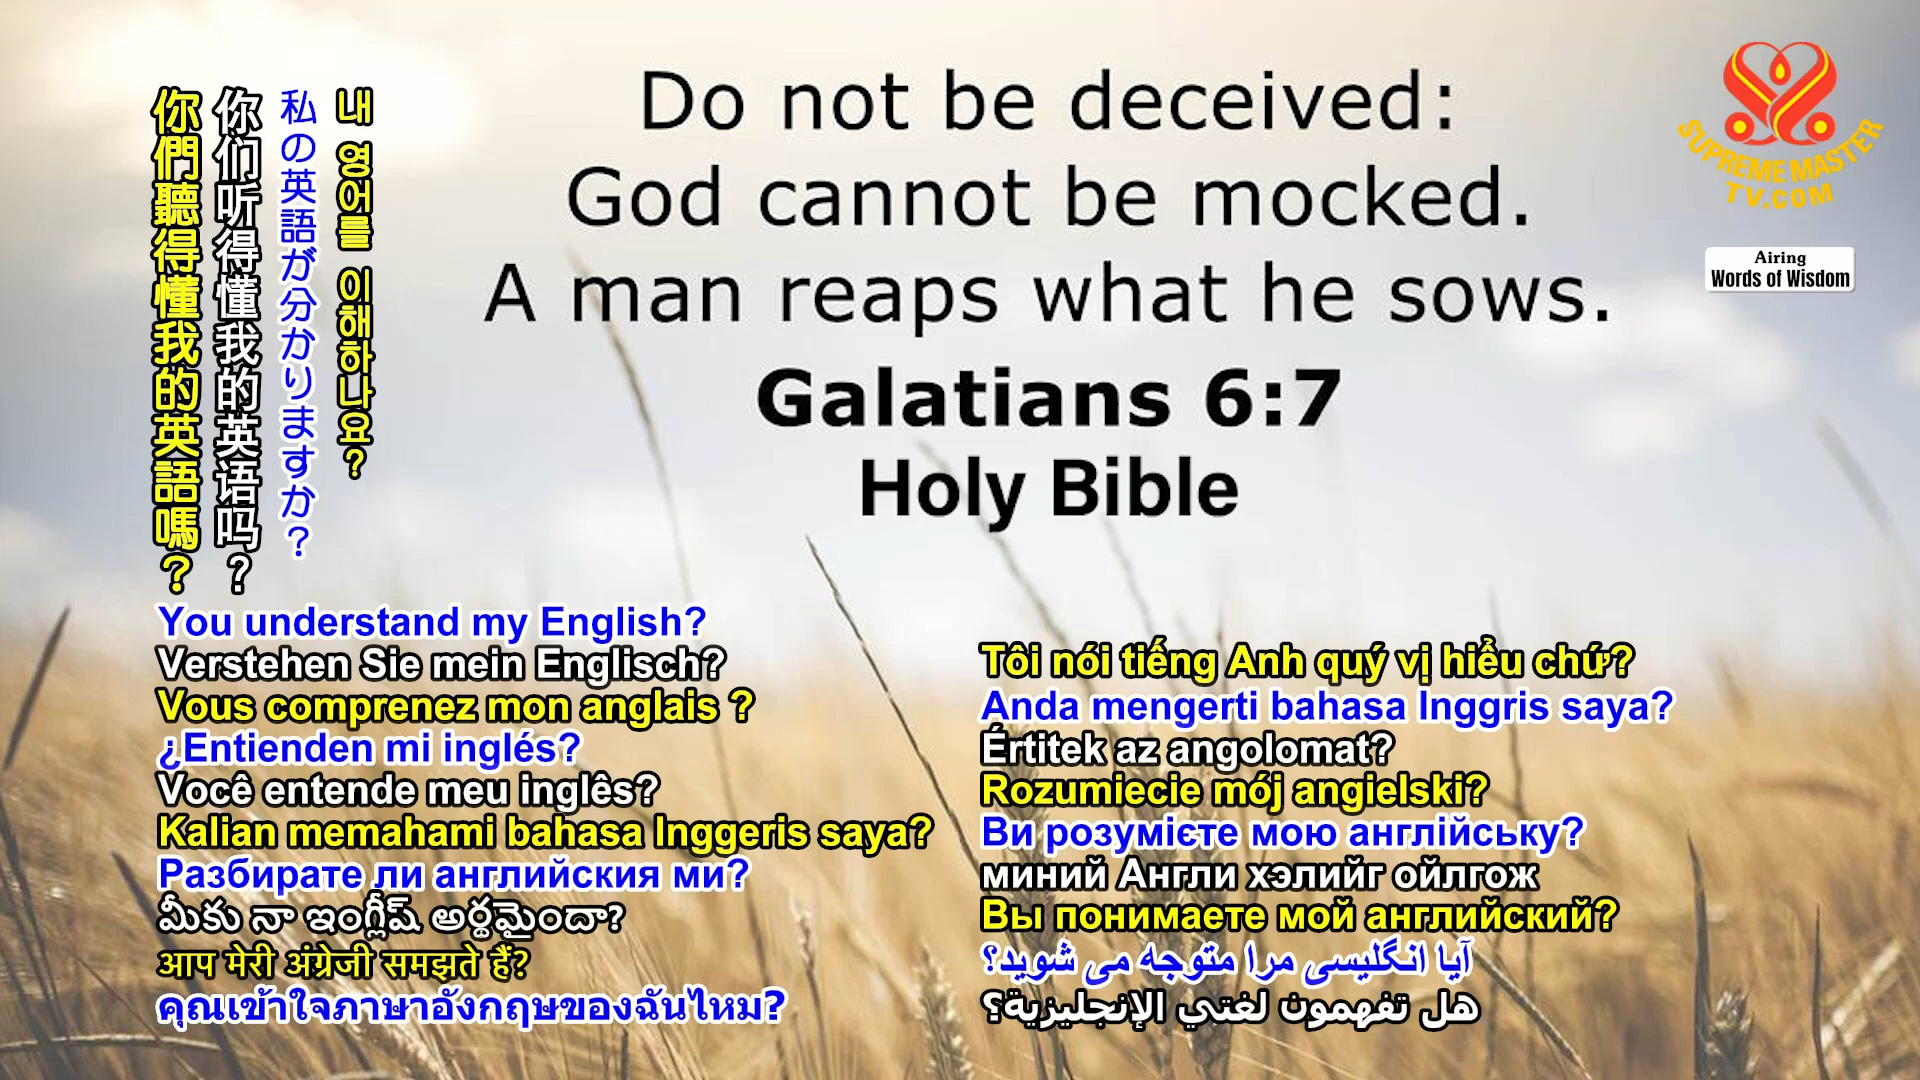 Do not be deceived:
God cannot be mocked.
A man reaps what he sows.
Galatians 6:7
Holy Bible
SUPREME MASTER
TV.COM
Airing
Words of Wisdom
你們聽得懂我的英語嗎？
你们听得懂我的英语吗？
私の英語が分かりますか？
내 영어를 이해하나요?
You understand my English?
Verstehen Sie mein Englisch?
Vous comprenez mon anglais ?
¿Entienden mi inglés?
Você entende meu inglês?
Kalian memahami bahasa Inggeris saya?
Разбирате ли английския ми?
మీకు నా ఇంగ్లీష్ అర్థమైందా?
आप मेरी अंग्रेजी समझते हैं?
คุณเข้าใจภาษาอังกฤษของฉันไหม?
Tôi nói tiếng Anh quý vị hiểu chứ?
Anda mengerti bahasa Inggris saya?
Értitek az angolomat?
Rozumiecie mój angielski?
Ви розумієте мою англійську?
миний Англи хэлийг ойлгож
Вы понимаете мой английский?
آیا انگلیسی مرا متوجه می شوید؟
هل تفهمون لغتي الإنجليزية؟